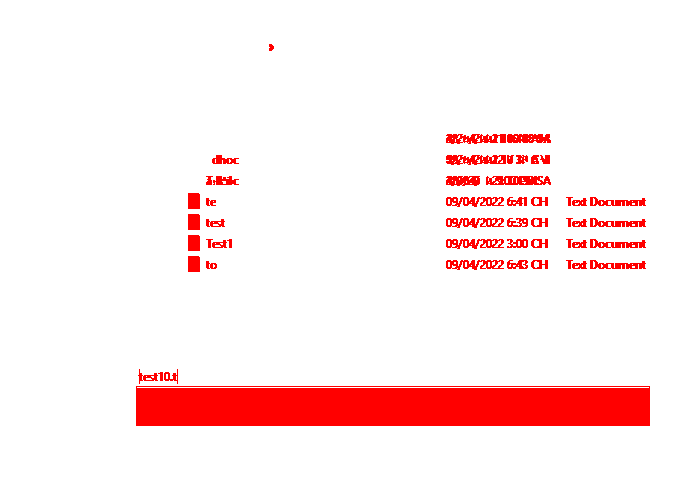 dhoc
te 09/04/2022 6:41 CH Text Document
test 09/04/2022 6:39 CH Text Document
Test1 09/04/2022 3:00 CH Text Document
to 09/04/2022 6:43 CH Text Document
test10.t